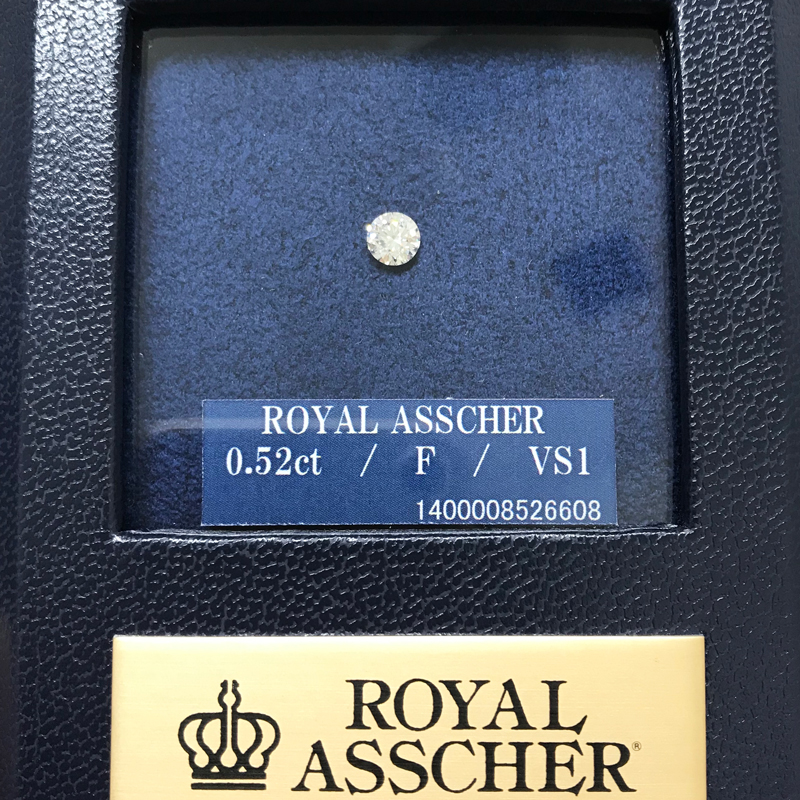 ROYAL ASSCHER
0.52ct / F / VS1
1400008526608
ROYAL
ASSCHER®